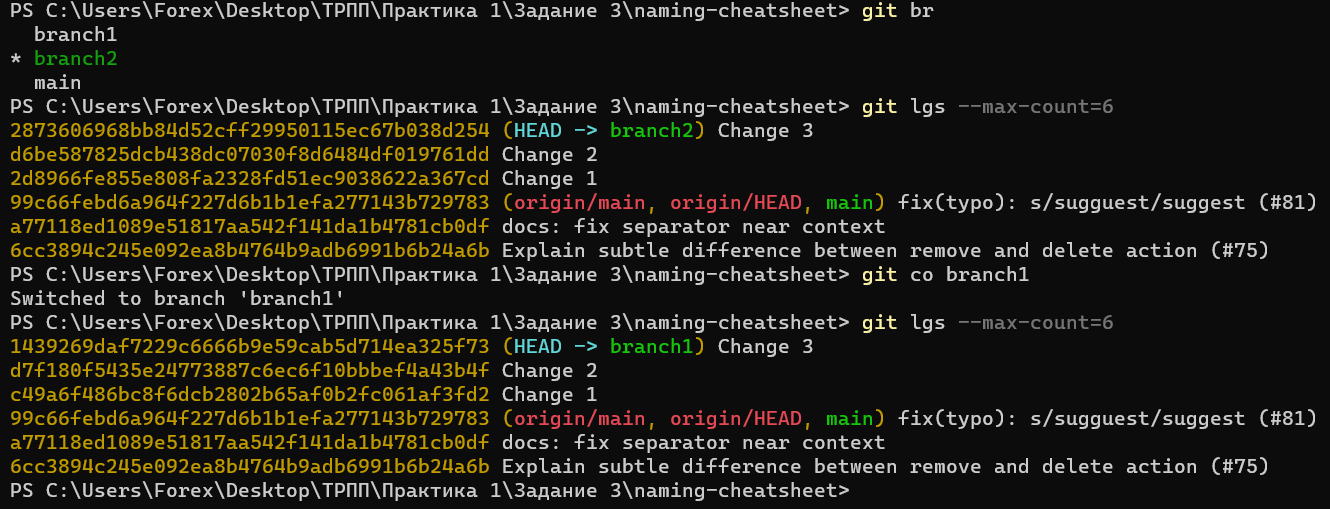 PS C:\Users\Forex\Desktop\ТРПП\Практика 1\Задание 3\naming-cheatsheet> git br
  branch1
* branch2
  main
PS C:\Users\Forex\Desktop\ТРПП\Практика 1\Задание 3\naming-cheatsheet> git lgs --max-count=6
2873606968bb84d52cff29950115ec67b038d254 (HEAD -> branch2) Change 3
d6be587825dcb438dc07030f8d6484df019761dd Change 2
2d8966fe855e808fa2328fd51ec9038622a367cd Change 1
99c66febd6a964f227d6b1b1efa277143b729783 (origin/main, origin/HEAD, main) fix(typo): s/sugguest/suggest (#81)
a77118ed1089e51817aa542f141da1b4781cb0df docs: fix separator near context
6cc3894c245e092ea8b4764b9adb6991b6b24a6b Explain subtle difference between remove and delete action (#75)
PS C:\Users\Forex\Desktop\ТРПП\Практика 1\Задание 3\naming-cheatsheet> git co branch1
Switched to branch 'branch1'
PS C:\Users\Forex\Desktop\ТРПП\Практика 1\Задание 3\naming-cheatsheet> git lgs --max-count=6
1439269daf7229c6666b9e59cab5d714ea325f73 (HEAD -> branch1) Change 3
d7f180f5435e24773887c6ec6f10bbbef4a43b4f Change 2
c49a6f486bc8f6dcb2802b65af0b2fc061af3fd2 Change 1
99c66febd6a964f227d6b1b1efa277143b729783 (origin/main, origin/HEAD, main) fix(typo): s/sugguest/suggest (#81)
a77118ed1089e51817aa542f141da1b4781cb0df docs: fix separator near context
6cc3894c245e092ea8b4764b9adb6991b6b24a6b Explain subtle difference between remove and delete action (#75)
PS C:\Users\Forex\Desktop\ТРПП\Практика 1\Задание 3\naming-cheatsheet>